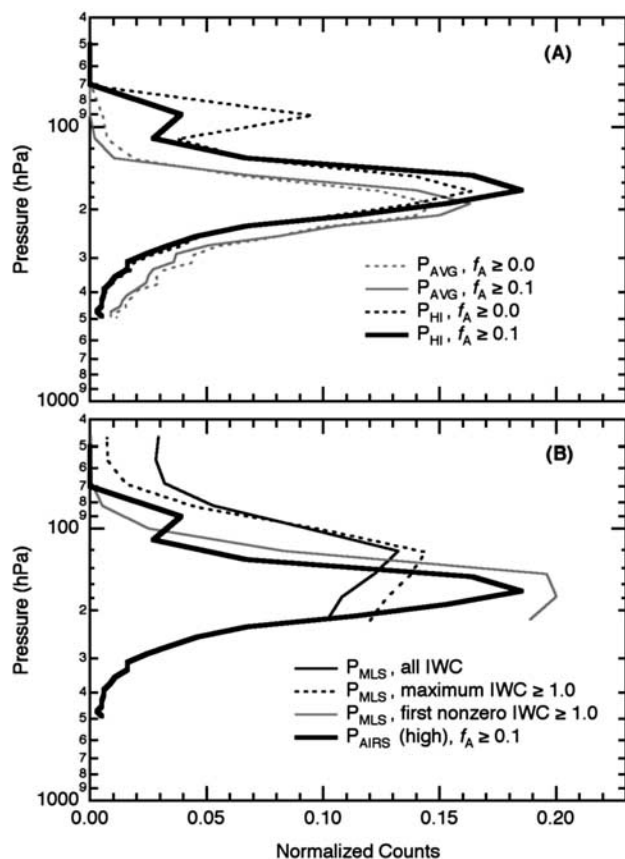 4
5
6
7
8
9
100
2
3
4
5
6
7
8
9
1000
Pressure (hPa)
(A)
P_AVG, f_A ≥ 0.0
P_AVG, f_A ≥ 0.1
P_HI, f_A ≥ 0.0
P_HI, f_A ≥ 0.1
4
5
6
7
8
9
100
2
3
4
5
6
7
8
9
1000
Pressure (hPa)
(B)
P_MLS, all IWC
P_MLS, maximum IWC ≥ 1.0
P_MLS, first nonzero IWC ≥ 1.0
P_AIRS (high), f_A ≥ 0.1
0.00 0.05 0.10 0.15 0.20
Normalized Counts